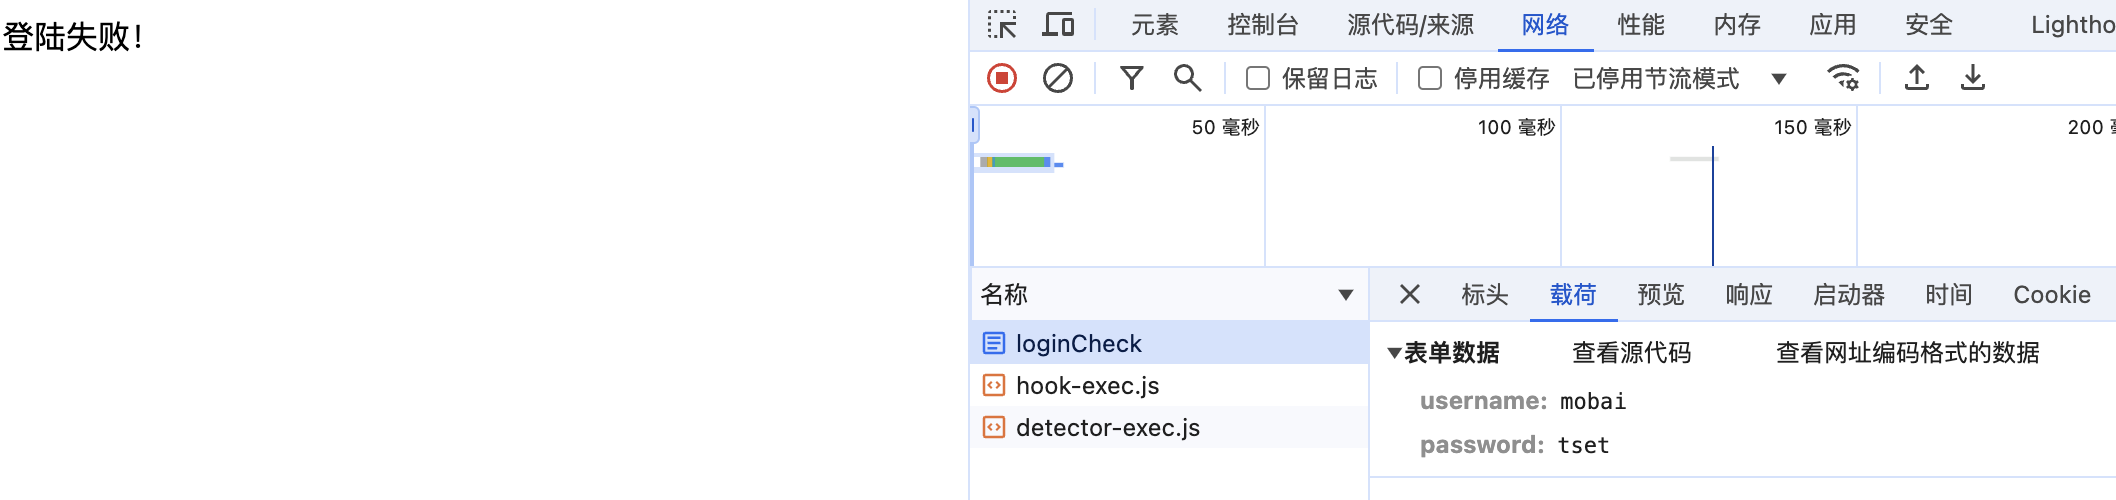 登陆失败！
元素 控制台 源代码/来源 网络 性能 内存 应用 安全 Lightho
保留日志 停用缓存 已停用节流模式
50 毫秒 100 毫秒 150 毫秒 200
名称
loginCheck
hook-exec.js
detector-exec.js
标头 载荷 预览 响应 启动器 时间 Cookie
表单数据 查看源代码 查看网址编码格式的数据
username: mobai
password: tset